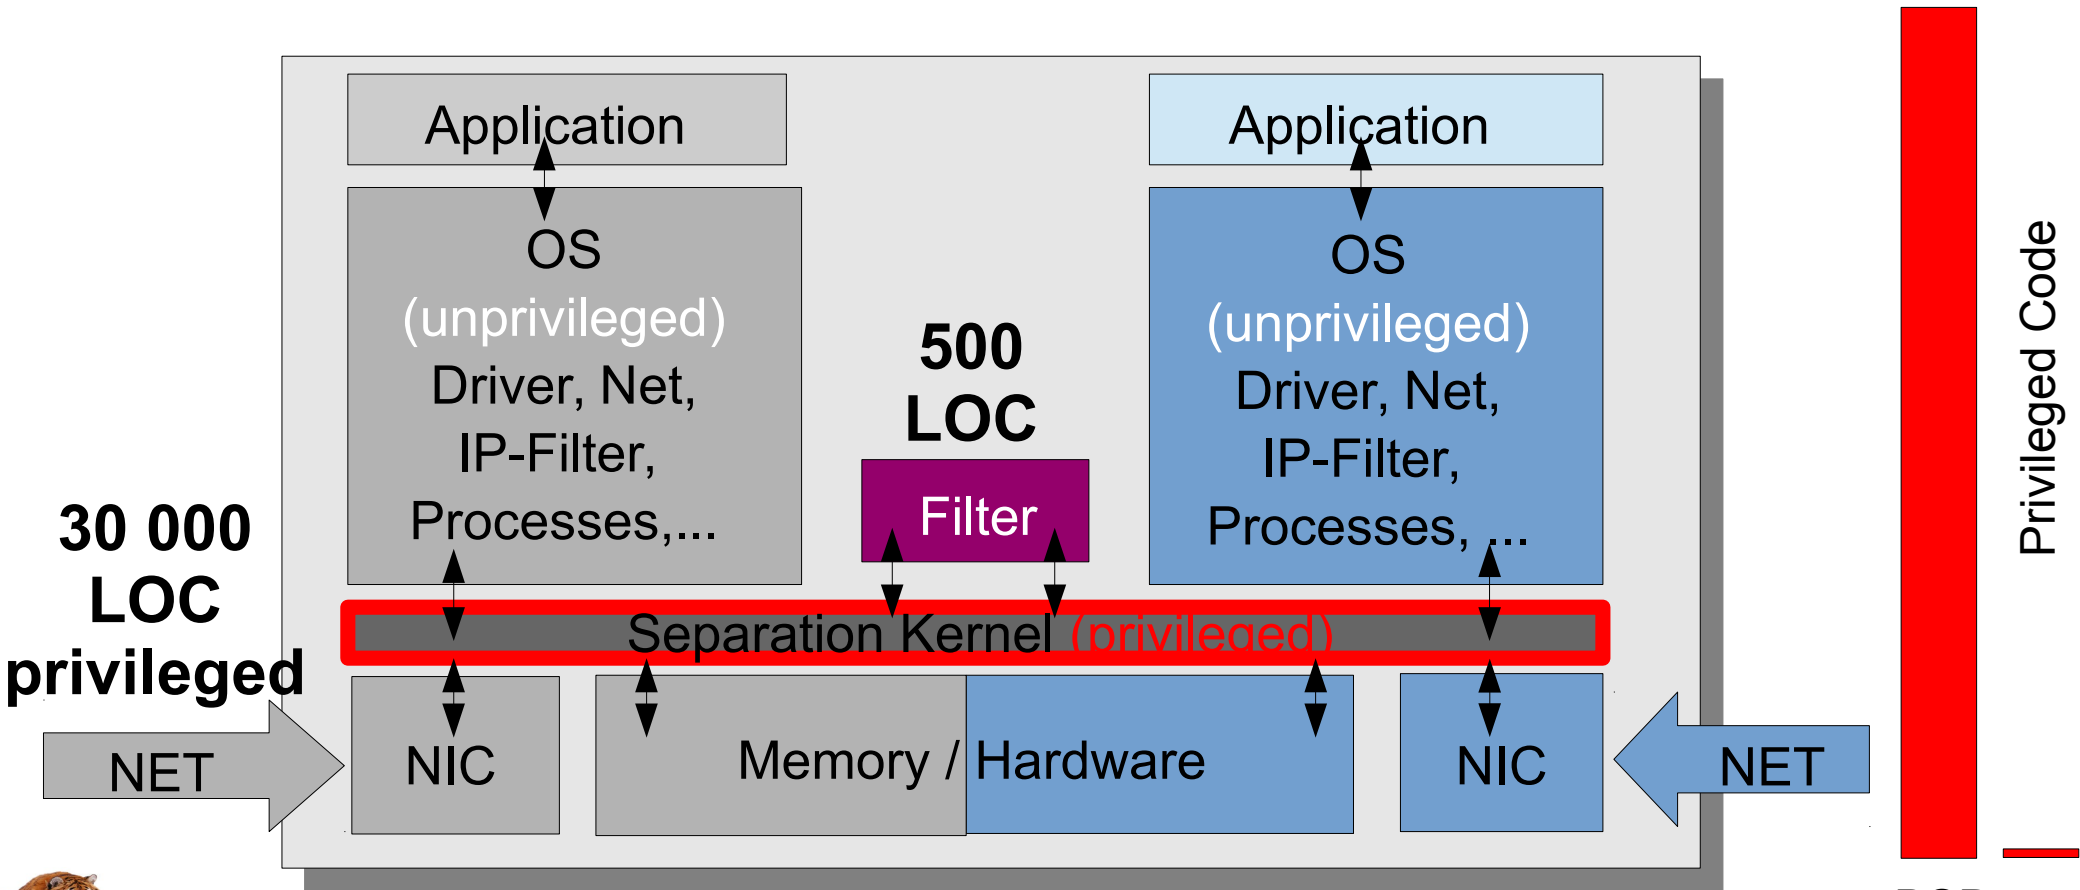 Application
Application
OS
(unprivileged)
Driver, Net,
IP-Filter,
Processes,...
500
LOC
Filter
OS
(unprivileged)
Driver, Net,
IP-Filter,
Processes, ...
Privileged Code
30 000
LOC
privileged
Separation Kernel (privileged)
NET
NIC
Memory / Hardware
NIC
NET